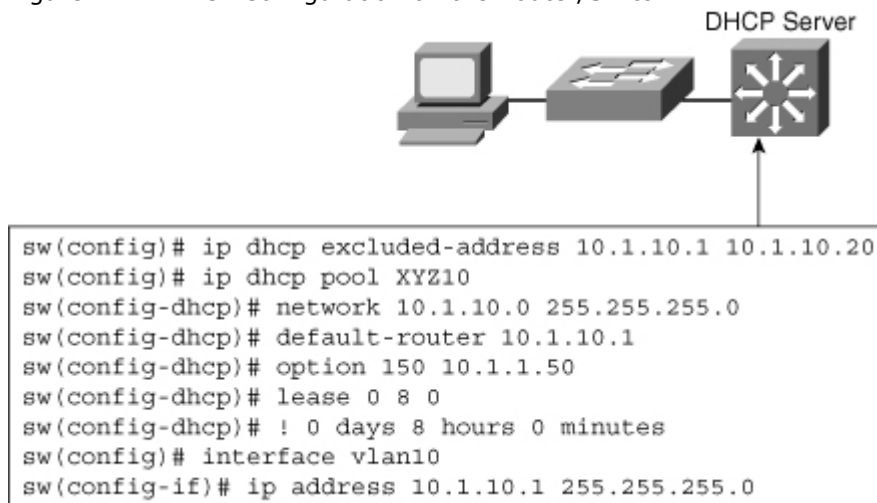 DHCP Server
sw(config)# ip dhcp excluded-address 10.1.10.1 10.1.10.20
sw(config)# ip dhcp pool XYZ10
sw(config-dhcp)# network 10.1.10.0 255.255.255.0
sw(config-dhcp)# default-router 10.1.10.1
sw(config-dhcp)# option 150 10.1.1.50
sw(config-dhcp)# lease 0 8 0
sw(config-dhcp)# ! 0 days 8 hours 0 minutes
sw(config)# interface vlan10
sw(config-if)# ip address 10.1.10.1 255.255.255.0